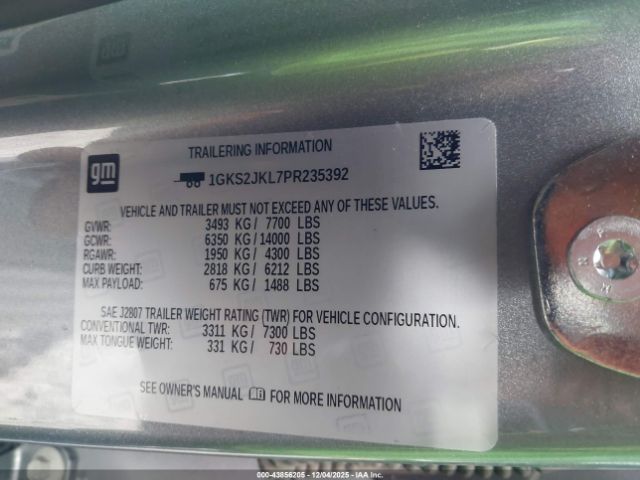 gm
TRAILERING INFORMATION
1GKS2JKL7PR235392
VEHICLE AND TRAILER MUST NOT EXCEED ANY OF THESE VALUES.
GVWR: 3493 KG / 7700 LBS
GCWR: 6350 KG / 14000 LBS
RGAWR: 1950 KG / 4300 LBS
CURB WEIGHT: 2818 KG / 6212 LBS
MAX PAYLOAD: 675 KG / 1488 LBS
SAE J2807 TRAILER WEIGHT RATING (TWR) FOR VEHICLE CONFIGURATION.
CONVENTIONAL TWR: 3311 KG / 7300 LBS
MAX TONGUE WEIGHT: 331 KG / 730 LBS
SEE OWNER'S MANUAL FOR MORE INFORMATION
000-43856205 - 12/04/2025 - IAAI.COM